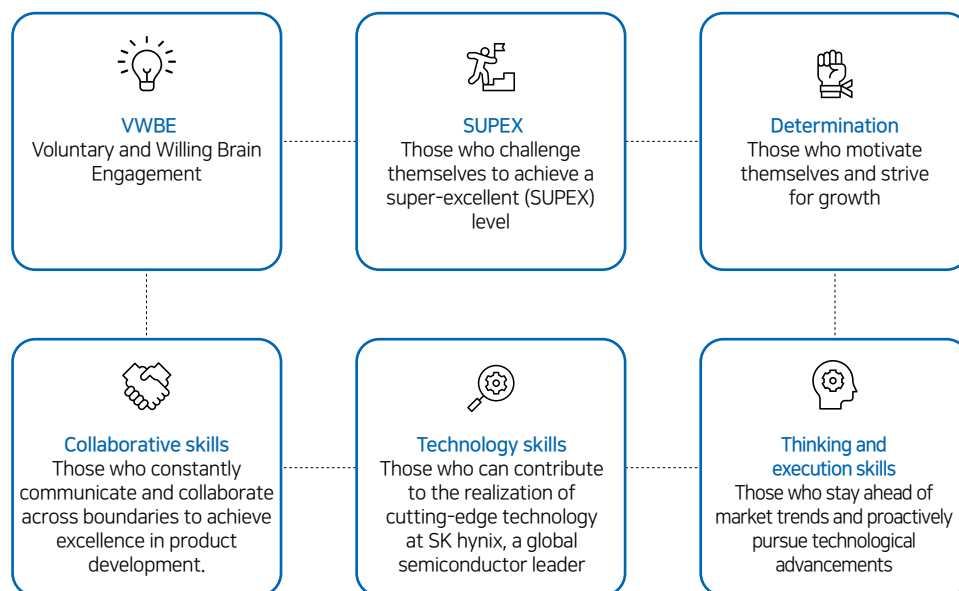 VWBE
Voluntary and Willing Brain
Engagement
SUPEX
Those who challenge
themselves to achieve a
super-excellent (SUPEX)
level
Determination
Those who motivate
themselves and strive
for growth
Collaborative skills
Those who constantly
communicate and collaborate
across boundaries to achieve
excellence in product
development.
Technology skills
Those who can contribute
to the realization of
cutting-edge technology
at SK hynix, a global
semiconductor leader
Thinking and
execution skills
Those who stay ahead of
market trends and proactively
pursue technological
advancements